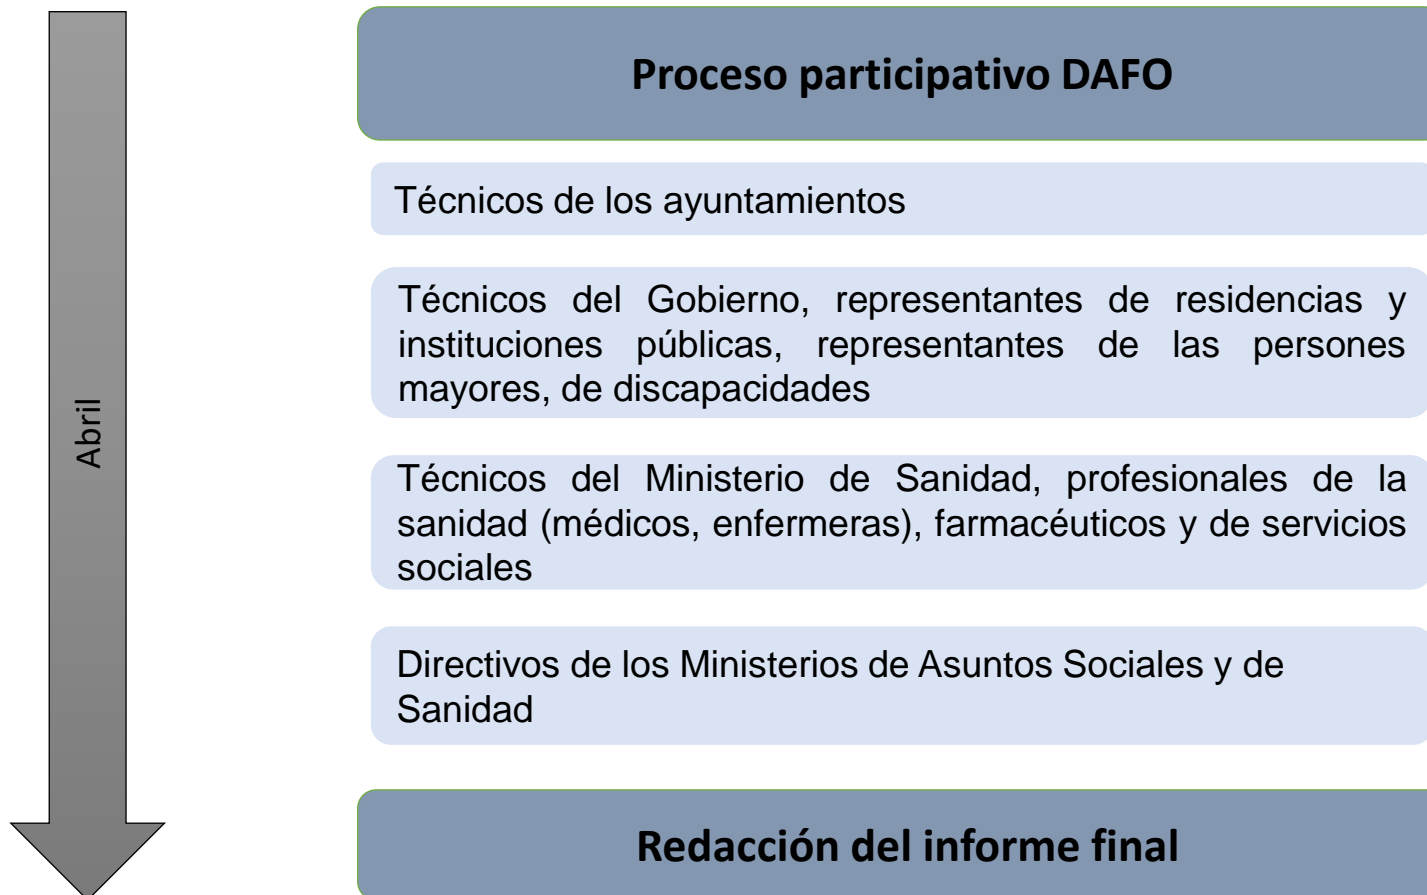 Proceso participativo DAFO
Técnicos de los ayuntamientos
Técnicos del Gobierno, representantes de residencias y
instituciones públicas, representantes de las persones
mayores, de discapacidades
Abril
Técnicos del Ministerio de Sanidad, profesionales de la
sanidad (médicos, enfermeras), farmacéuticos y de servicios
sociales
Directivos de los Ministerios de Asuntos Sociales y de
Sanidad
Redacción del informe final